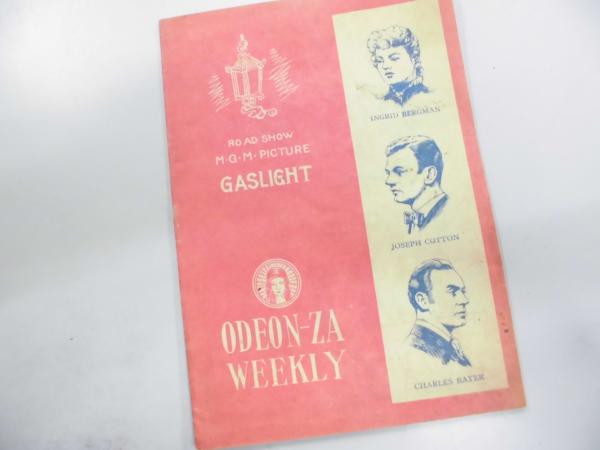 ROAD SHOW
M·G·M·PICTURE
GASLIGHT
ODEON-ZA
WEEKLY
INGRID BERGMAN
JOSEPH COTTON
CHARLES BAYER